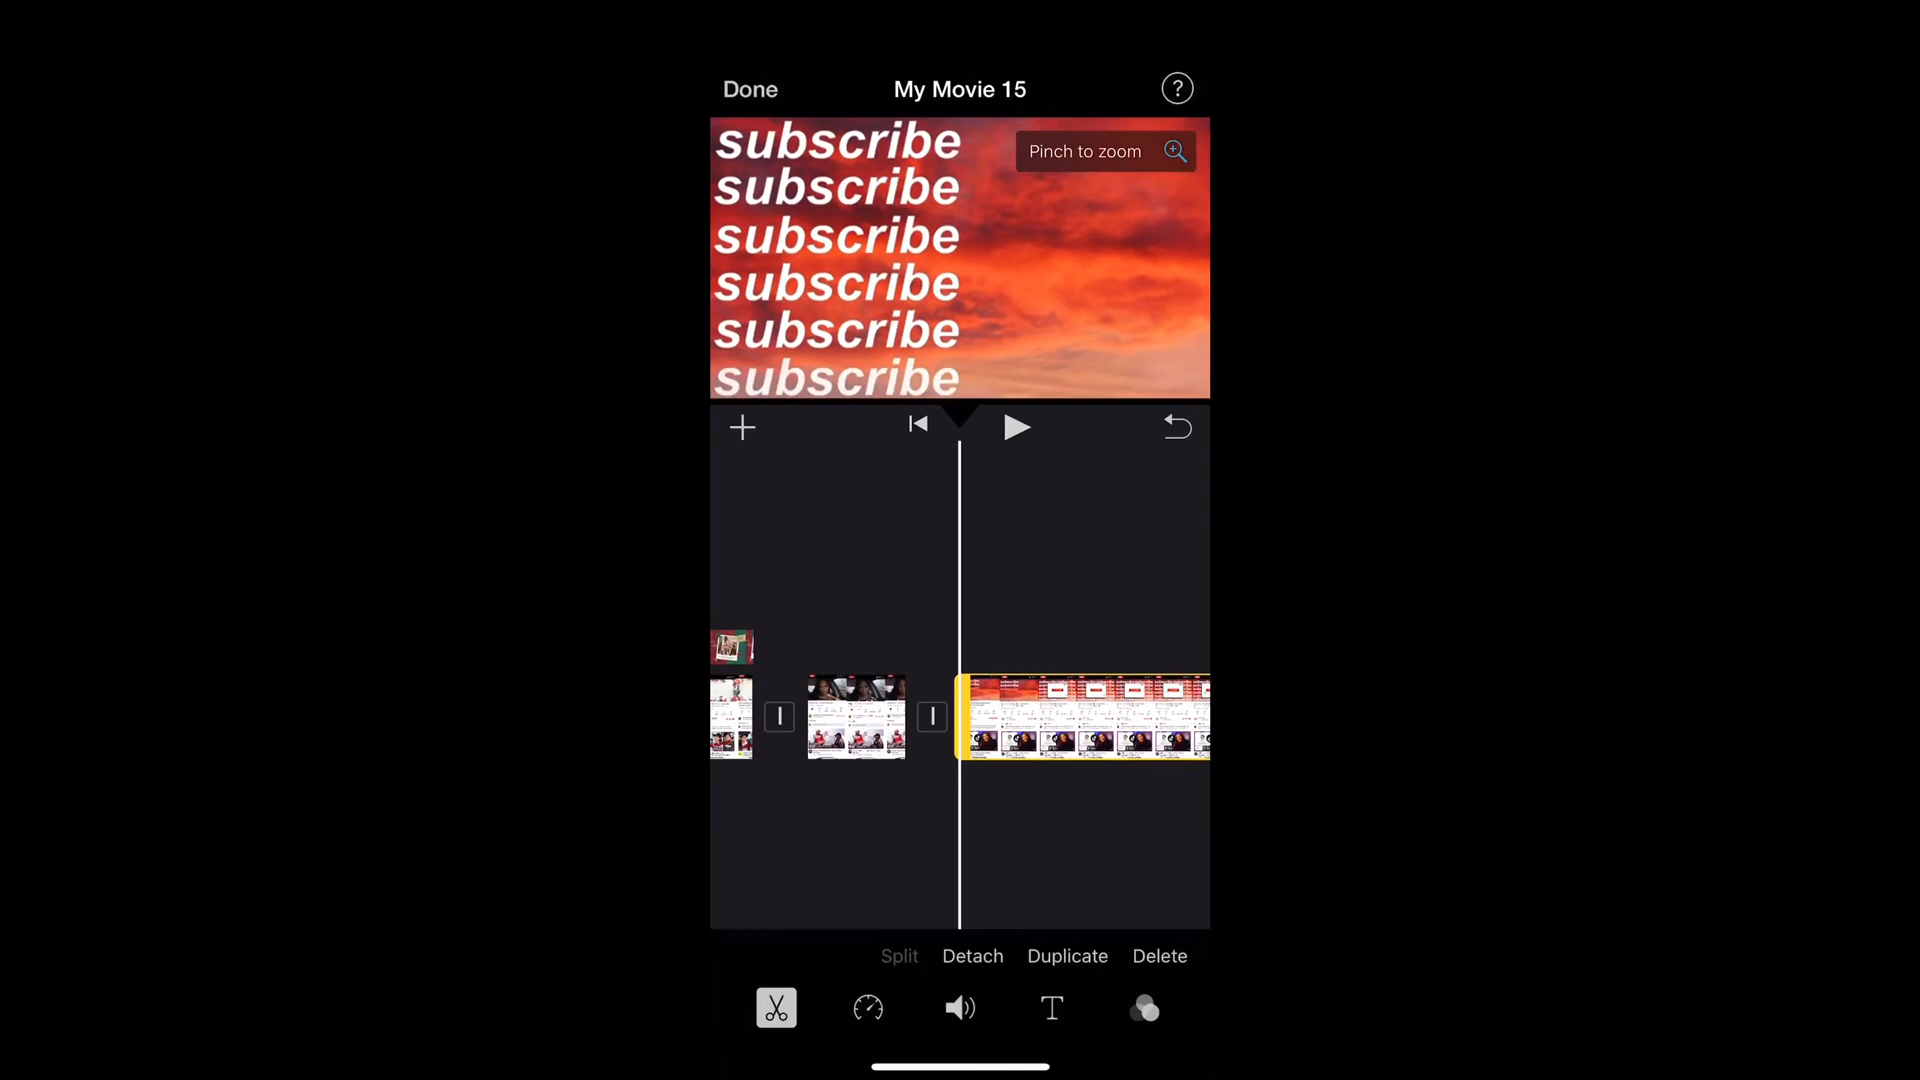 Done
My Movie 15
?
subscribe
Pinch to zoom
subscribe
subscribe
subscribe
subscribe
subscribe
Split
Detach
Duplicate
Delete
T